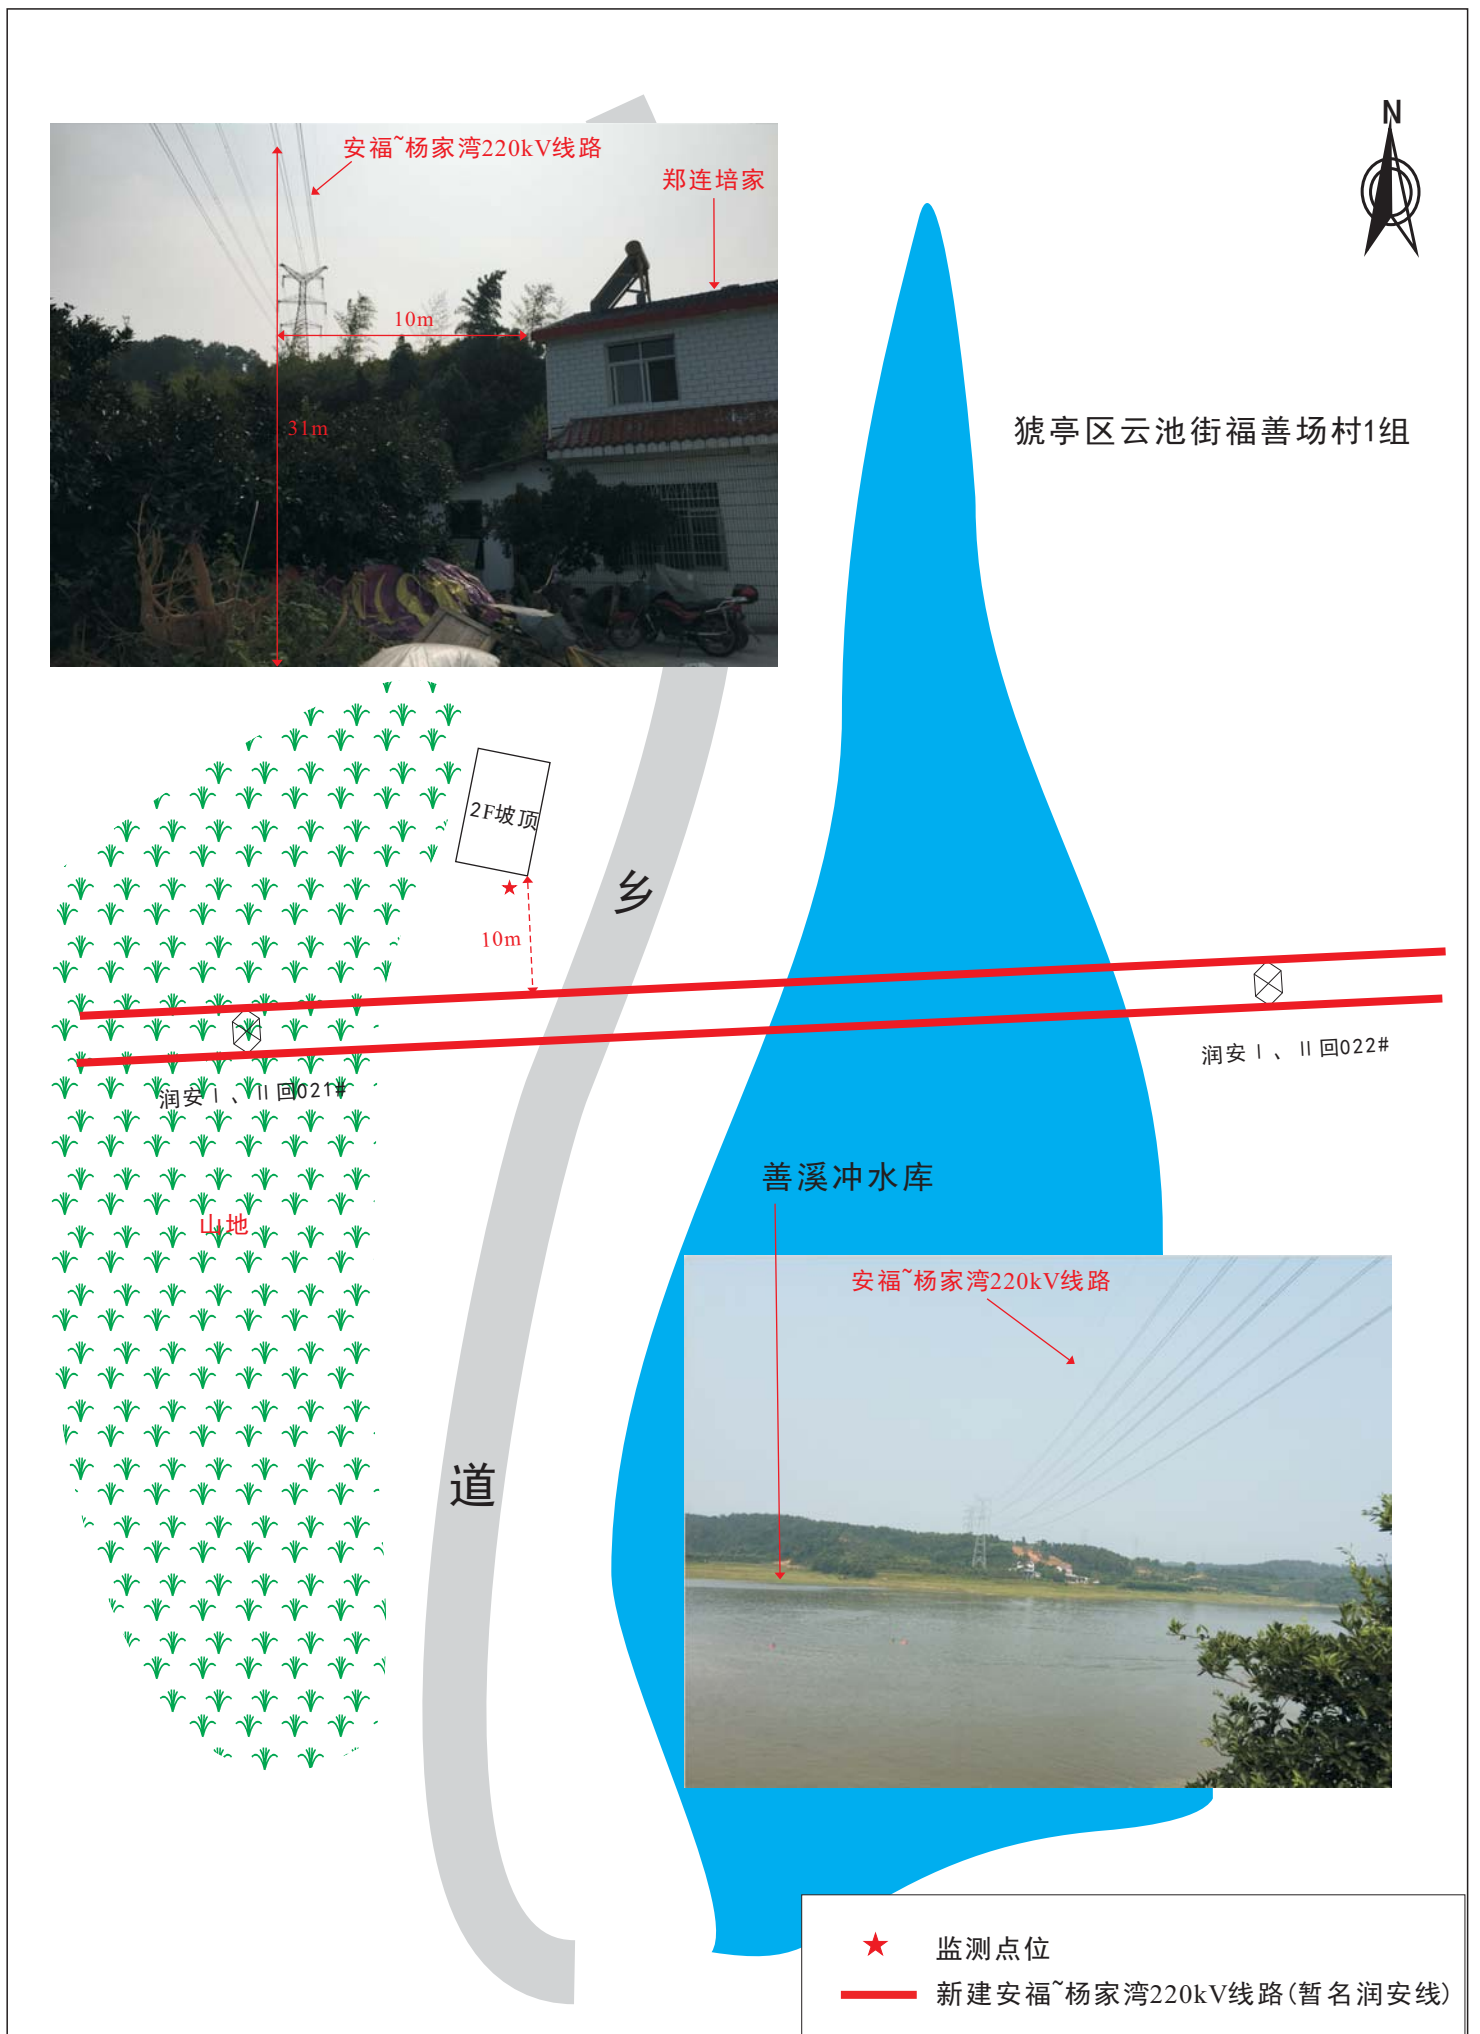 N
安福~杨家湾220kV线路
郑连培家
10m
31m
猇亭区云池街福善场村1组
2F坡顶
乡
10m
润安Ⅰ、Ⅱ回022#
润安Ⅰ、Ⅱ回021#
善溪冲水库
山地
安福~杨家湾220kV线路
道
监测点位
新建安福~杨家湾220kV线路(暂名润安线)